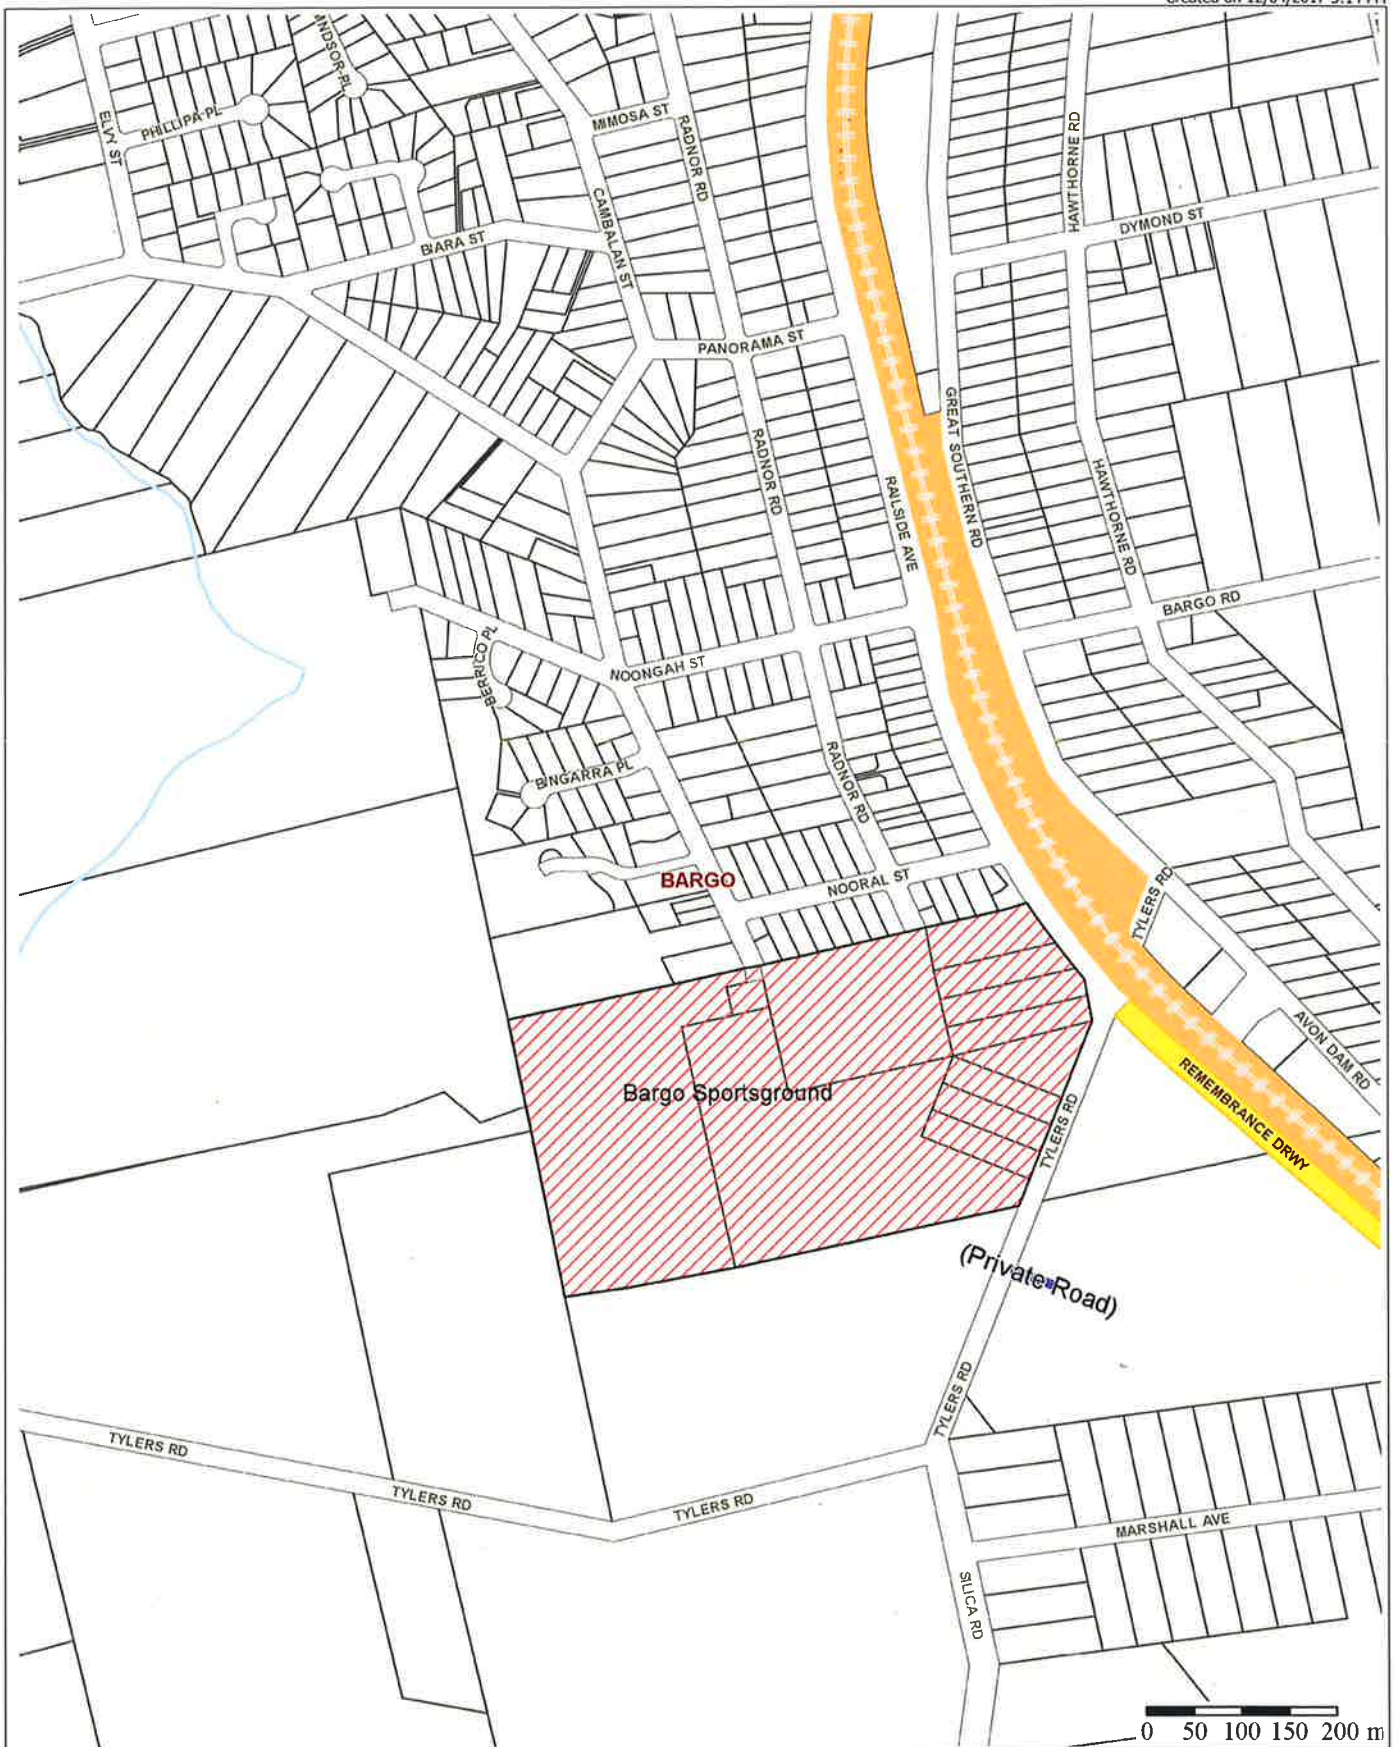 WINDSOR PL
ELVY ST
PHILLIPA PL
MIMOSA ST
RADNOR RD
HAWTHORNE RD
CAMBALAN ST
DYMOND ST
BIARA ST
PANORAMA ST
GREAT SOUTHERN RD
RADNOR RD
RAILSIDE AVE
HAWTHORNE RD
BARGO RD
BERRICO PL
NOONGAH ST
BINGARRA PL
RADNOR RD
BARGO
NOORAL ST
TYLERS RD
AVON DAM RD
REMEMBRANCE DRWY
Bargo Sportsground
TYLERS RD
(Private Road)
TYLERS RD
TYLERS RD
TYLERS RD
TYLERS RD
MARSHALL AVE
SILICA RD
0 50 100 150 200 m